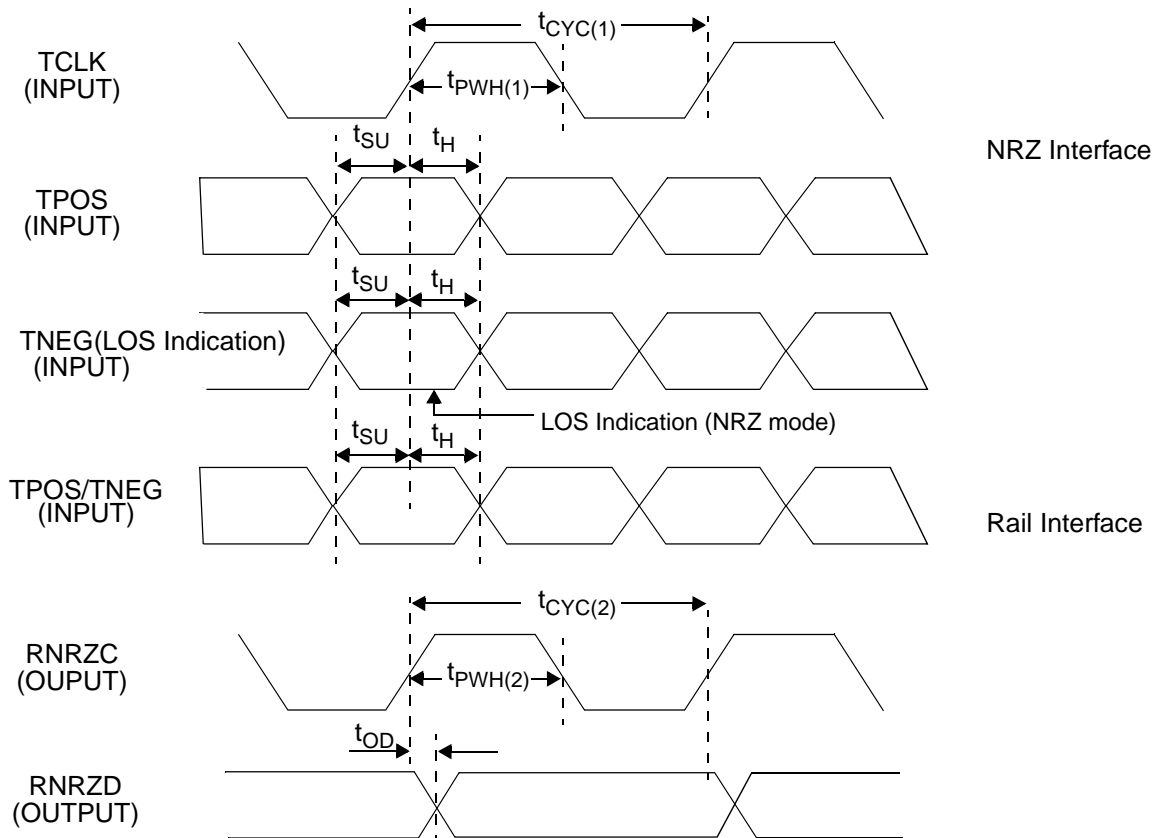 tCYC(1)
TCLK
(INPUT)
tPWH(1)
tSU
tH
NRZ Interface
TPOS
(INPUT)
tSU
tH
TNEG(LOS Indication)
(INPUT)
LOS Indication (NRZ mode)
tSU
tH
TPOS/TNEG
(INPUT)
Rail Interface
tCYC(2)
RNRZC
(OUPUT)
tPWH(2)
tOD
RNRZD
(OUTPUT)